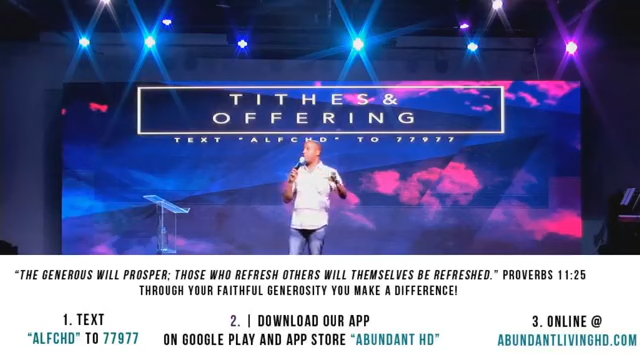 TITHES &
OFFERING
TEXT "ALFCHD" TO 77977
"THE GENEROUS WILL PROSPER; THOSE WHO REFRESH OTHERS WILL THEMSELVES BE REFRESHED." PROVERBS 11:25
THROUGH YOUR FAITHFUL GENEROSITY YOU MAKE A DIFFERENCE!
1. TEXT
"ALFCHD" TO 77977
2. | DOWNLOAD OUR APP
ON GOOGLE PLAY AND APP STORE "ABUNDANT HD"
3. ONLINE @
ABUNDANTLIVINGHD.COM